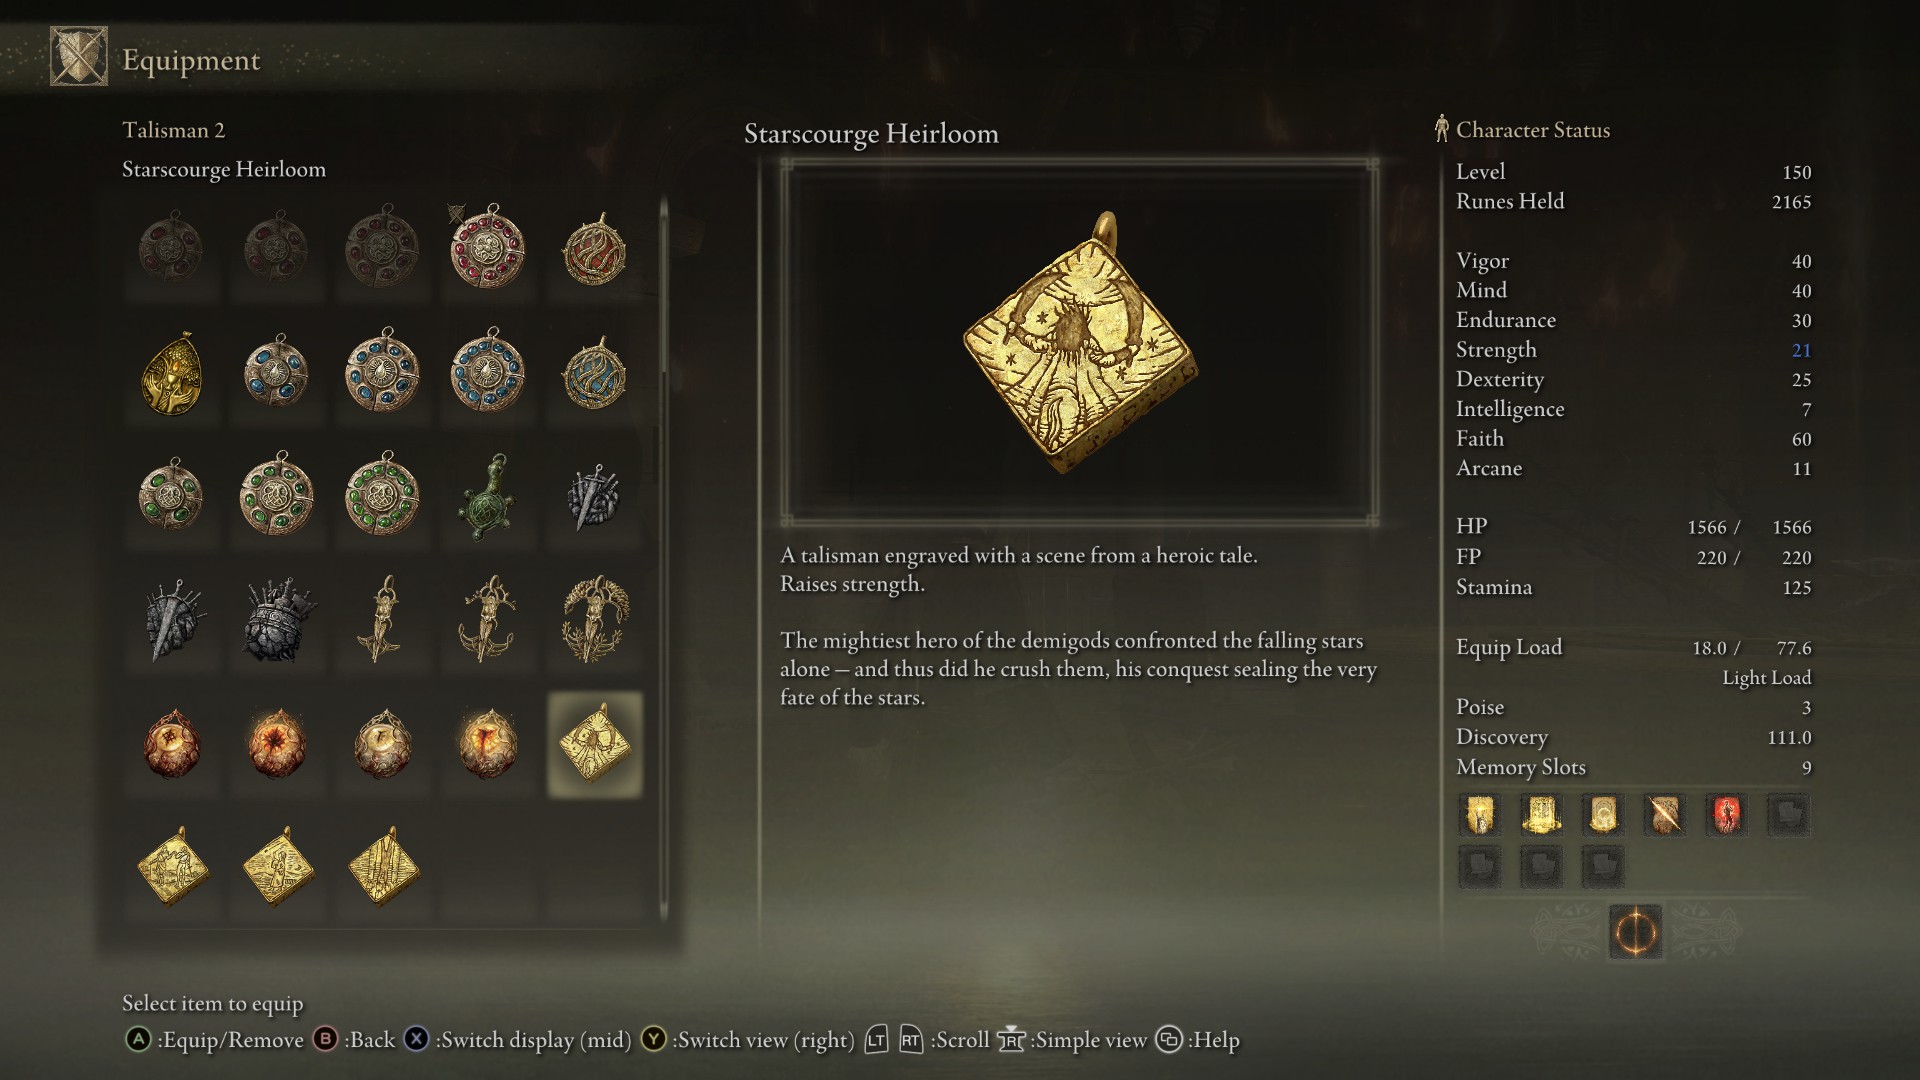 Equipment
Talisman 2
Starscourge Heirloom
Starscourge Heirloom
A talisman engraved with a scene from a heroic tale.
Raises strength.
The mightiest hero of the demigods confronted the falling stars
alone – and thus did he crush them, his conquest sealing the very
fate of the stars.
Character Status
Level 150
Runes Held 2165
Vigor 40
Mind 40
Endurance 30
Strength 21
Dexterity 25
Intelligence 7
Faith 60
Arcane 11
HP 1566 / 1566
FP 220 / 220
Stamina 125
Equip Load 18.0 / 77.6
Light Load
Poise 3
Discovery 111.0
Memory Slots 9
Select item to equip
A :Equip/Remove B :Back X :Switch display (mid) Y :Switch view (right) LT RT :Scroll R :Simple view :Help